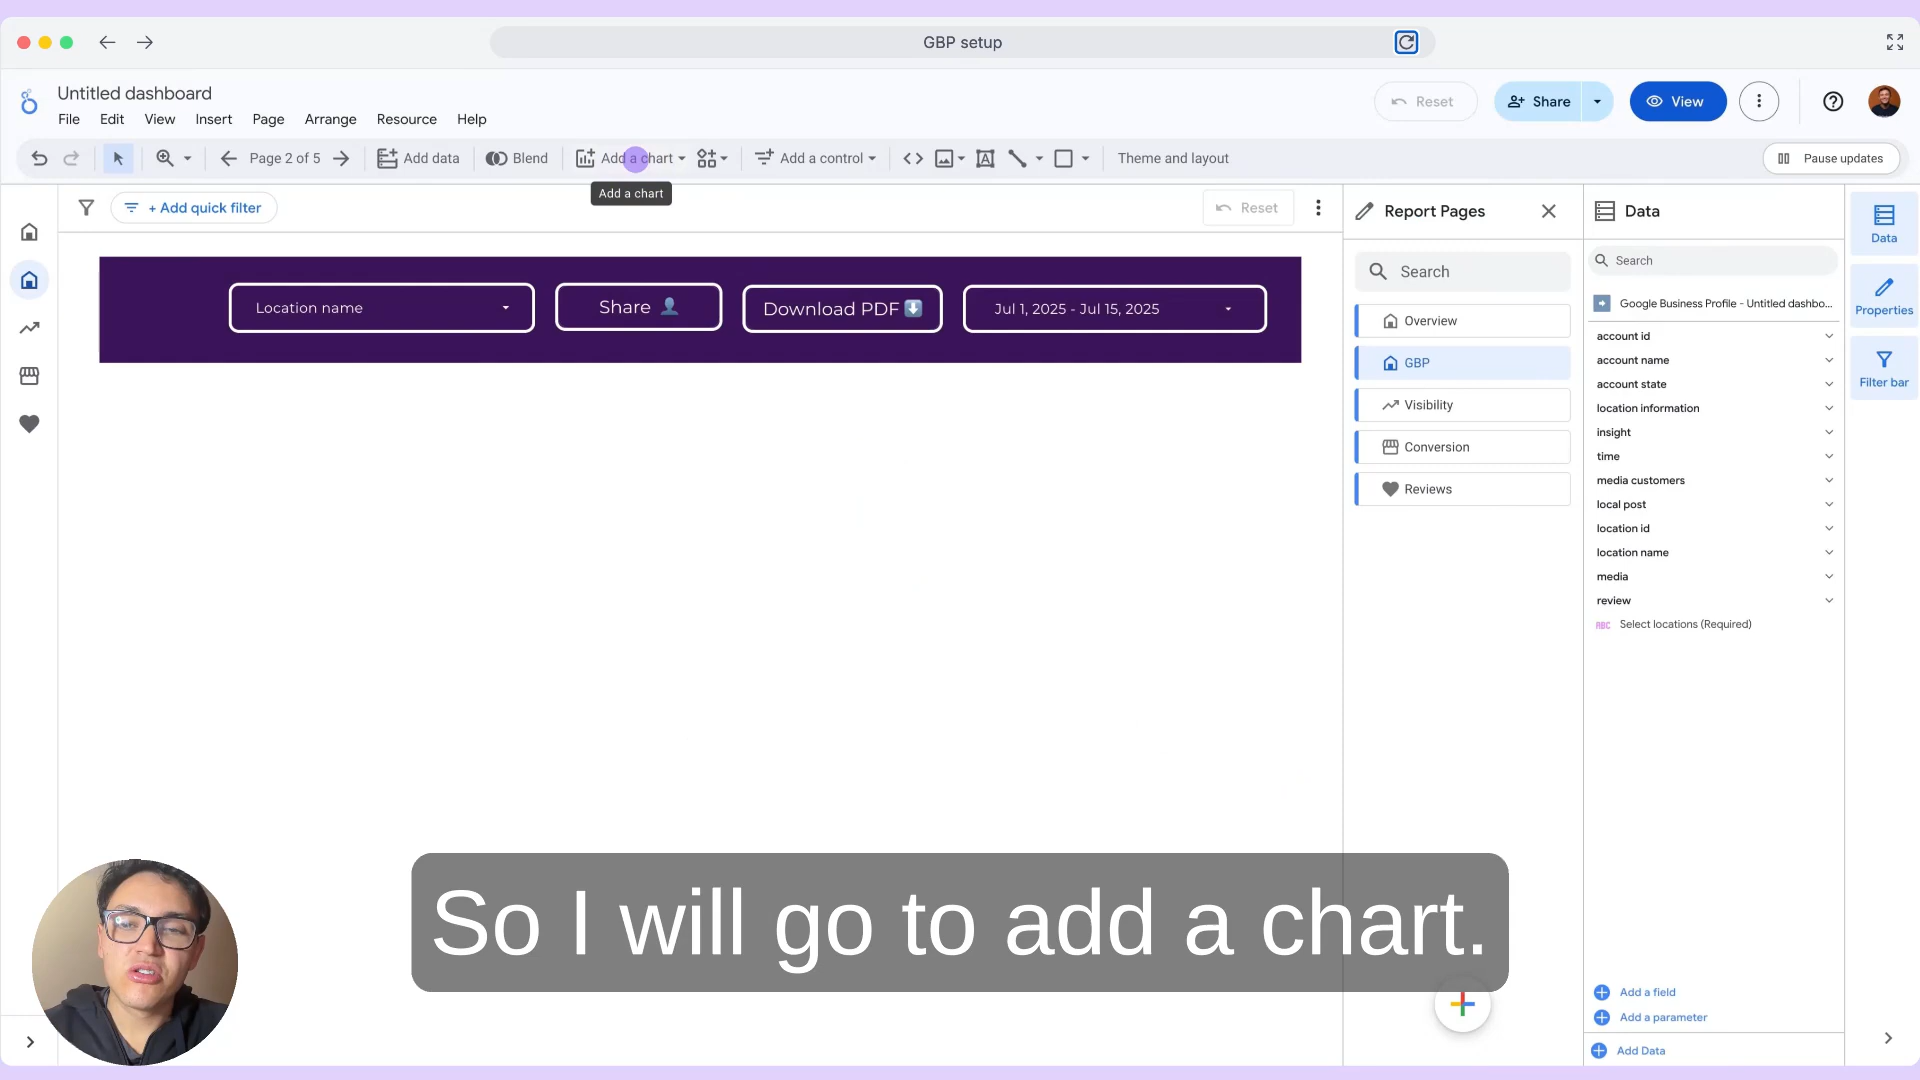 GBP setup
Untitled dashboard
File Edit View Insert Page Arrange Resource Help
Reset
Share
View
Page 2 of 5
Add data
Blend
Add a chart
Add a control
Theme and layout
Pause updates
Add a chart
+ Add quick filter
Reset
Location name
Share
Download PDF
Jul 1, 2025 - Jul 15, 2025
Report Pages
Search
Overview
GBP
Visibility
Conversion
Reviews
Data
Search
Google Business Profile - Untitled dashbo...
account id
account name
account state
location information
insight
time
media customers
local post
location id
location name
media
review
ABC Select locations (Required)
Add a field
Add a parameter
Add Data
Data
Properties
Filter bar
So I will go to add a chart.